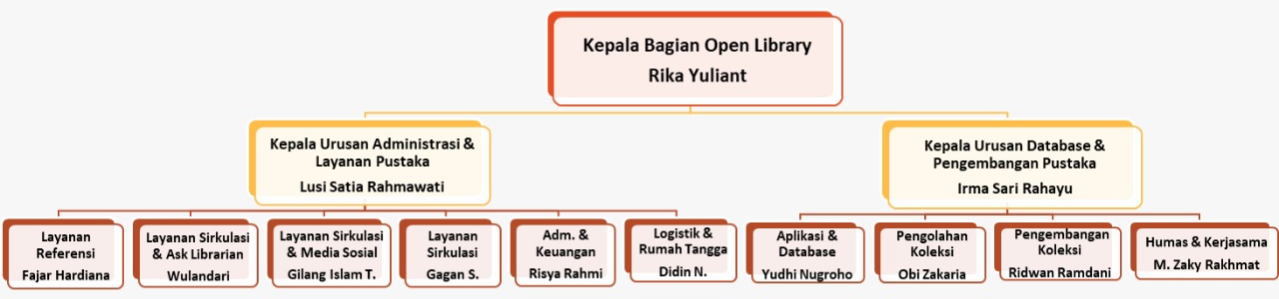 Kepala Bagian Open Library
Rika Yuliant
Kepala Urusan Administrasi &
Layanan Pustaka
Lusi Satia Rahmawati
Kepala Urusan Database &
Pengembangan Pustaka
Irma Sari Rahayu
Layanan
Referensi
Fajar Hardiana
Layanan Sirkulasi
& Ask Librarian
Wulandari
Layanan Sirkulasi
& Media Sosial
Gilang Islam T.
Layanan
Sirkulasi
Gagan S.
Adm. &
Keuangan
Risya Rahmi
Logistik &
Rumah Tangga
Didin N.
Aplikasi &
Database
Yudhi Nugroho
Pengolahan
Koleksi
Obi Zakaria
Pengembangan
Koleksi
Ridwan Ramdani
Humas & Kerjasama
M. Zaky Rakhmat